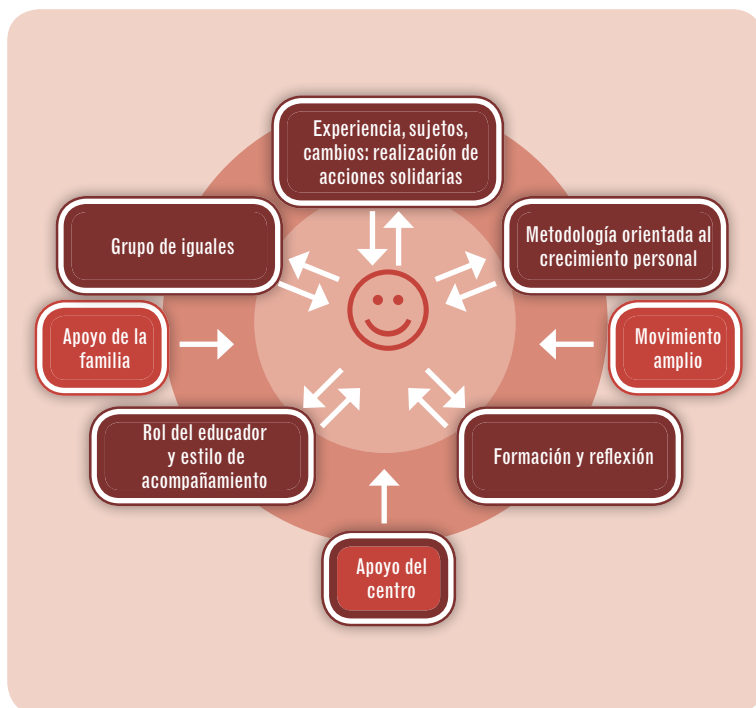 Experiencia, sujetos,
cambios: realización de
acciones solidarias
Grupo de iguales
Metodología orientada al
crecimiento personal
Apoyo de la
familia
Movimiento
amplio
Rol del educador
y estilo de
acompañamiento
Formación y reflexión
Apoyo del
centro